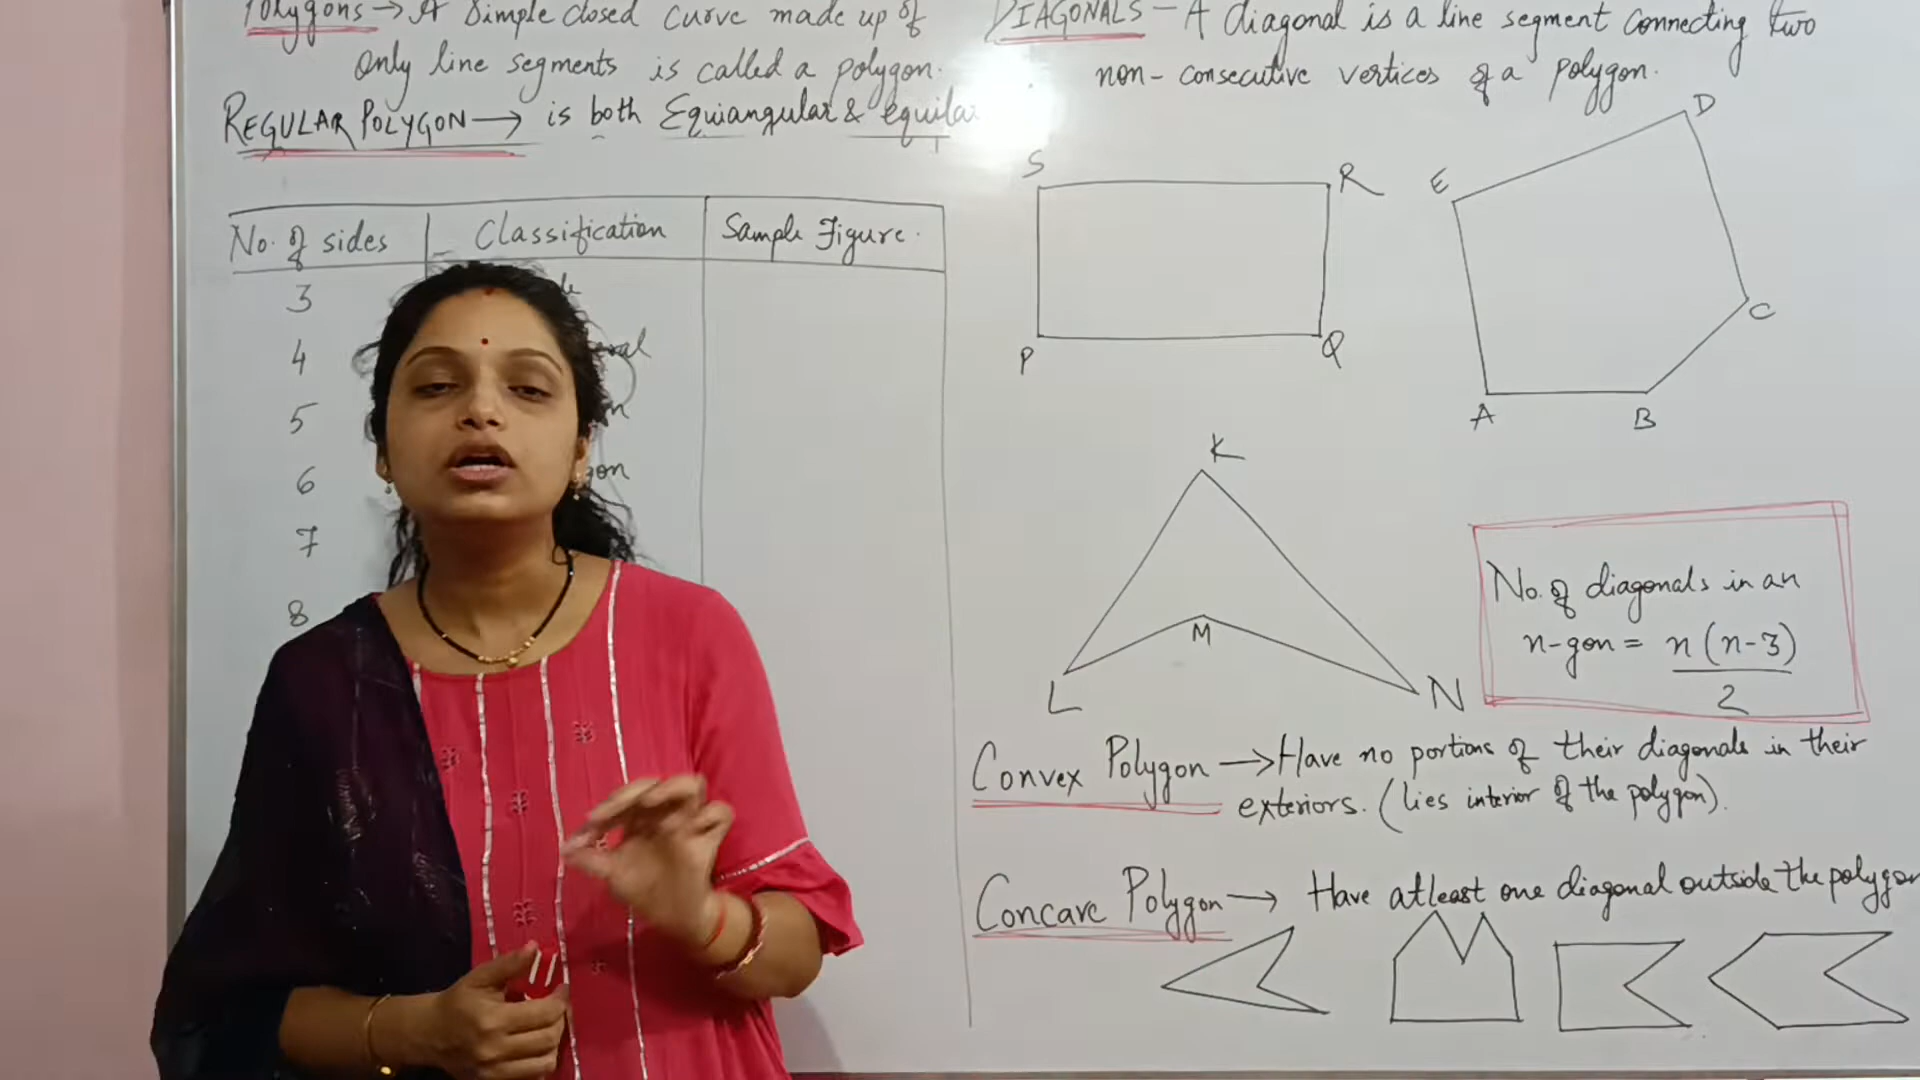 Polygons → A Simple closed curve made up of
only line segments is called a polygon.
REGULAR POLYGON → is both Equiangular &
No. of sides Classification Sample Figure.
3
4
5
6
7
8
DIAGONALS - A diagonal is a line segment connecting two
non-consecutive vertices of a polygon.
S R
P Q
D
E
C
A B
K
M
L N
No. of diagonals in an
n-gon = n(n-3)
2
Convex Polygon → Have no portions of their diagonals in their
exteriors. (lies interior of the polygon).
Concave Polygon → Have atleast one diagonal outside the polygon